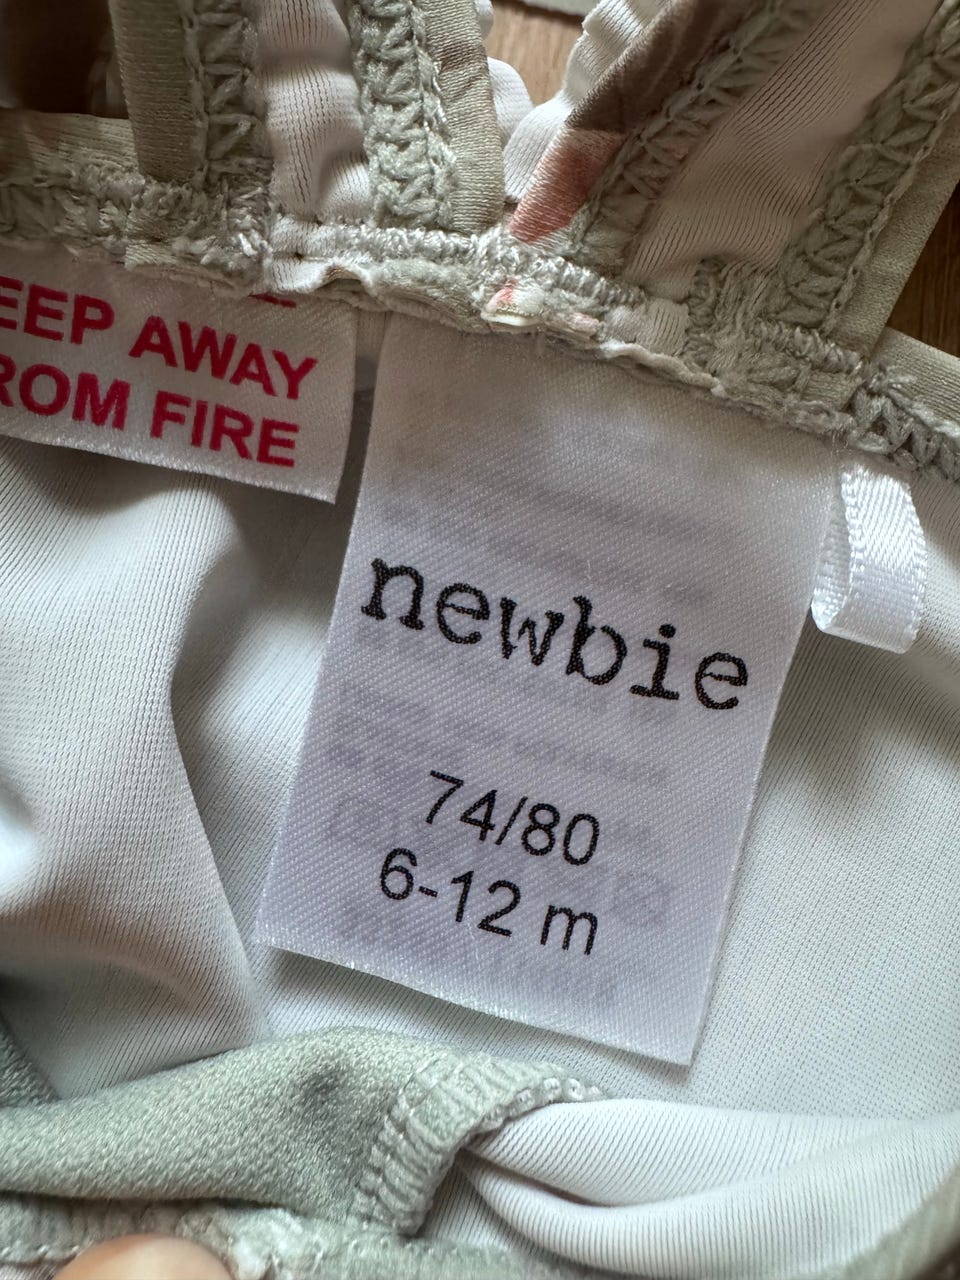 EEP AWAY
ROM FIRE
newbie
74/80
6-12 m